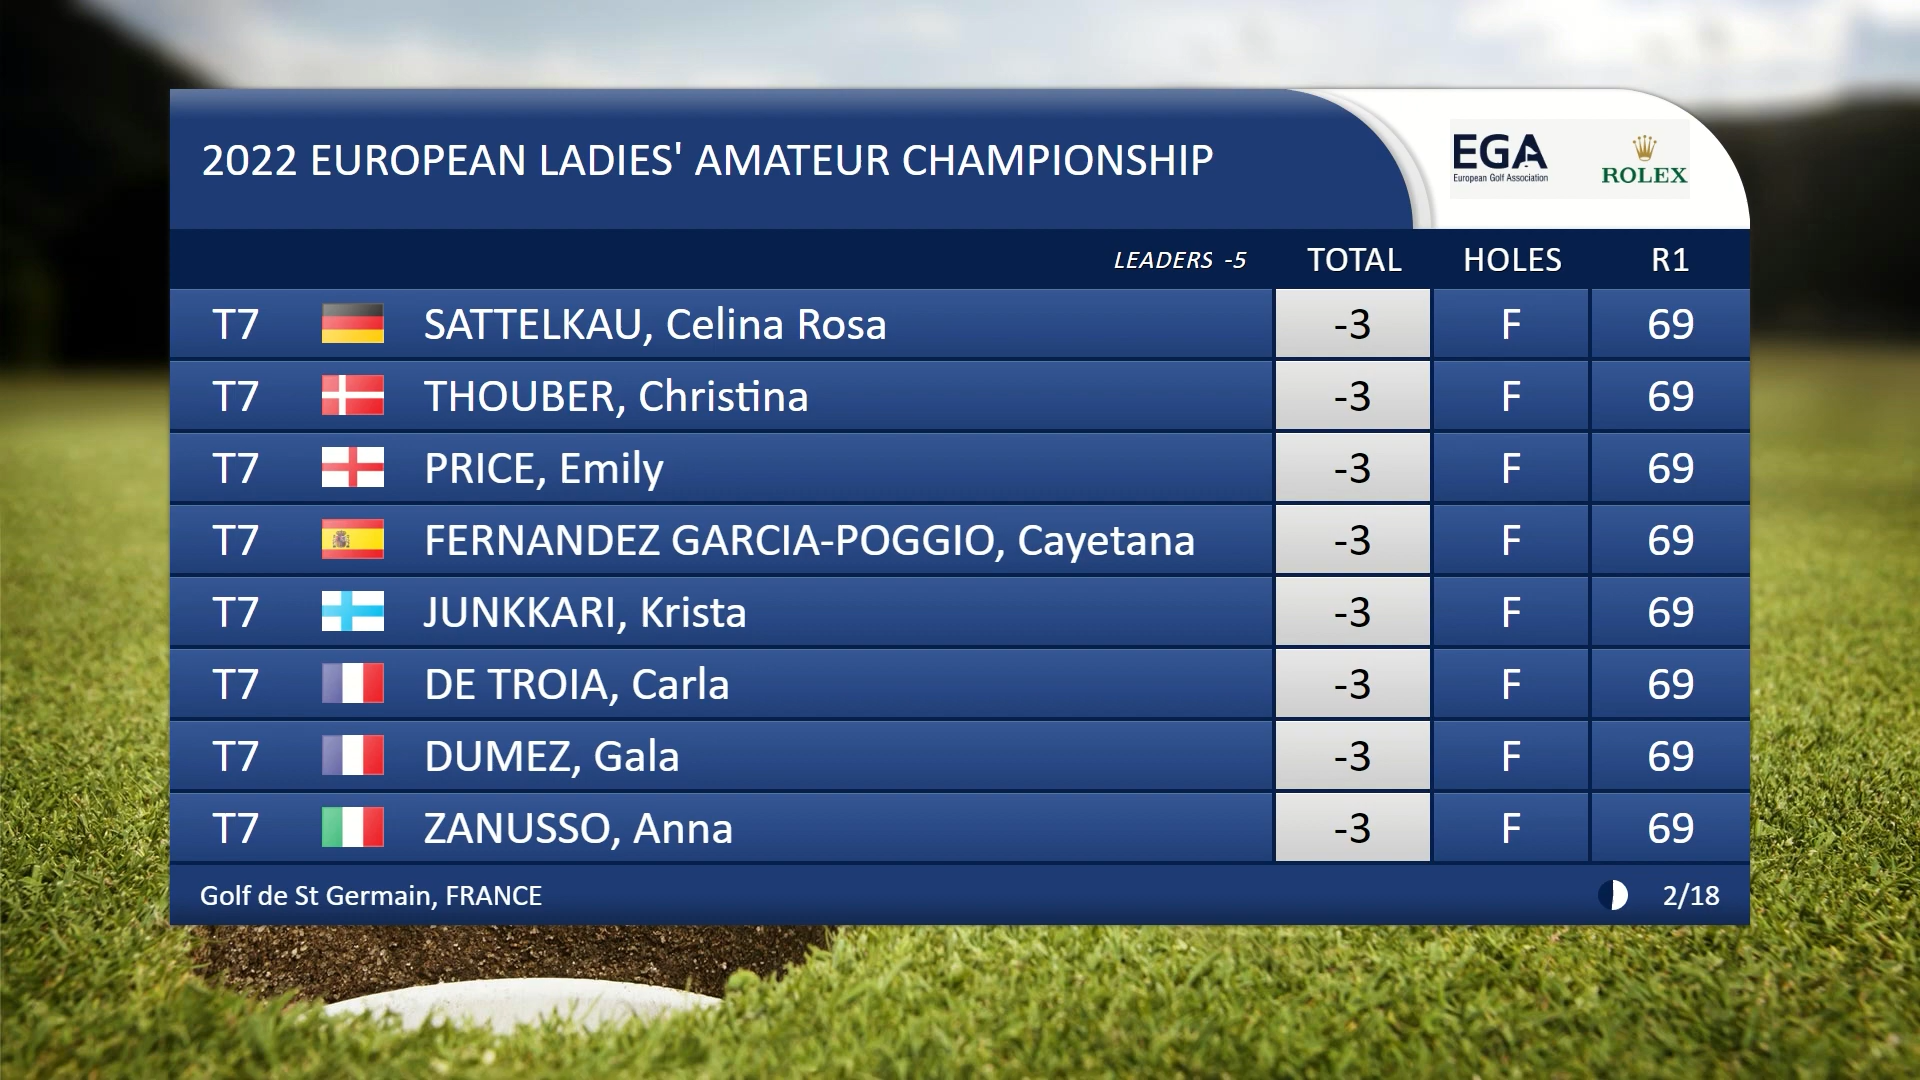 2022 EUROPEAN LADIES' AMATEUR CHAMPIONSHIP
EGA
European Golf Association
ROLEX
LEADERS -5 TOTAL HOLES R1
T7 SATTELKAU, Celina Rosa -3 F 69
T7 THOUBER, Christina -3 F 69
T7 PRICE, Emily -3 F 69
T7 FERNANDEZ GARCIA-POGGIO, Cayetana -3 F 69
T7 JUNKKARI, Krista -3 F 69
T7 DE TROIA, Carla -3 F 69
T7 DUMEZ, Gala -3 F 69
T7 ZANUSSO, Anna -3 F 69
Golf de St Germain, FRANCE 2/18